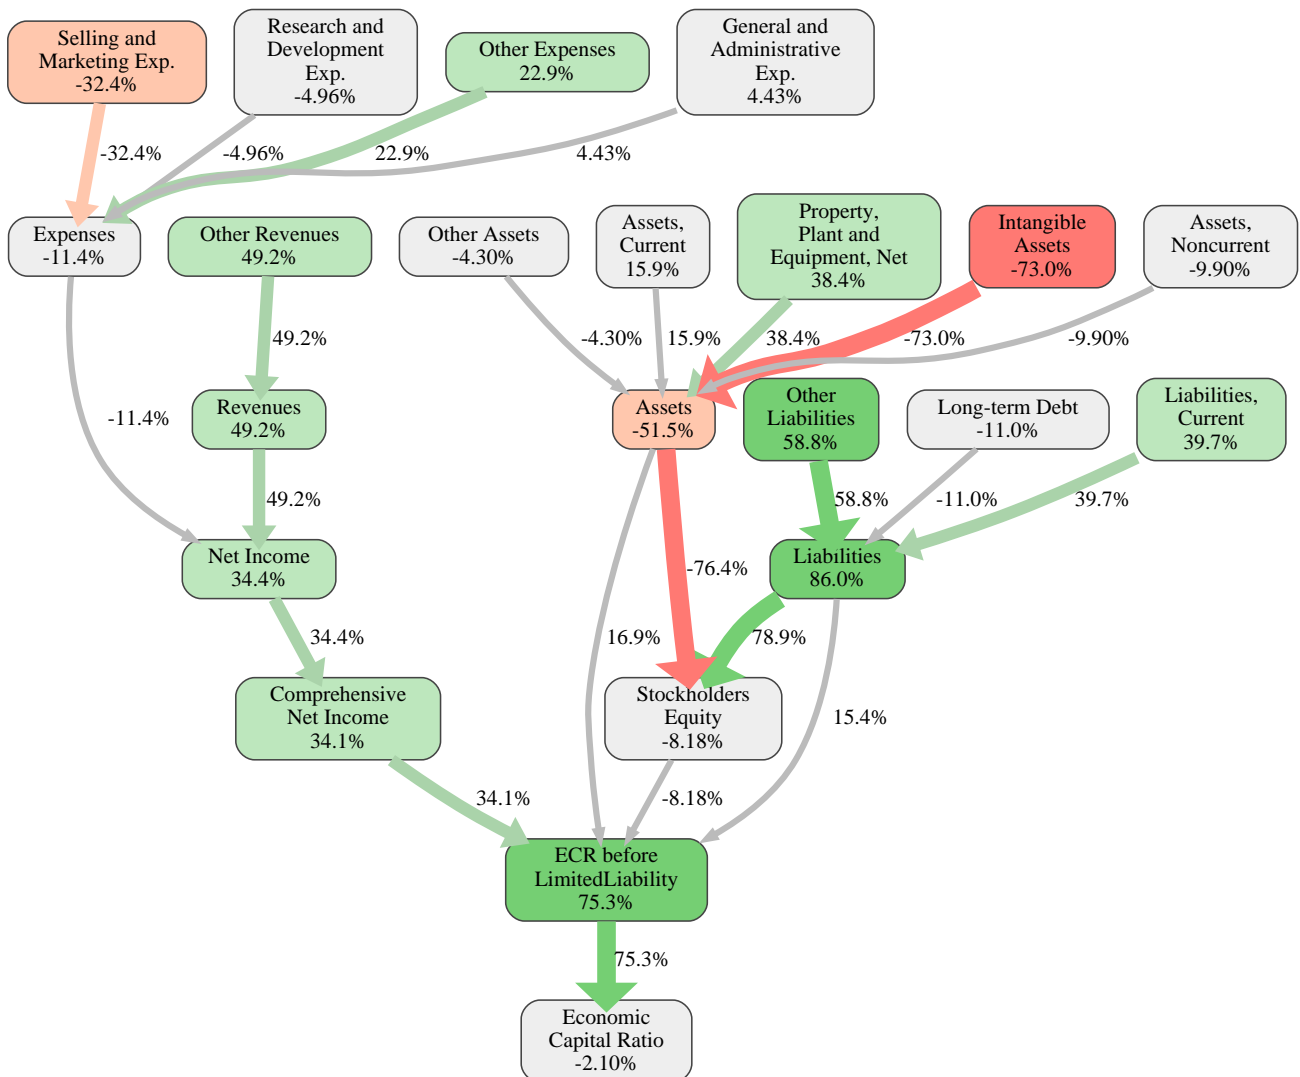 Selling and
Marketing Exp.
-32.4%
Research and
Development
Exp.
-4.96%
Other Expenses
22.9%
General and
Administrative
Exp.
4.43%
-32.4%
-4.96%
22.9%
4.43%
Expenses
-11.4%
Other Revenues
49.2%
Other Assets
-4.30%
Assets,
Current
15.9%
Property,
Plant and
Equipment, Net
38.4%
Intangible
Assets
-73.0%
Assets,
Noncurrent
-9.90%
49.2%
-4.30%
15.9%
38.4%
-73.0%
-9.90%
-11.4%
Revenues
49.2%
Assets
-51.5%
Other
Liabilities
58.8%
Long-term Debt
-11.0%
Liabilities,
Current
39.7%
49.2%
58.8%
-11.0%
39.7%
Net Income
34.4%
-76.4%
Liabilities
86.0%
34.4%
16.9%
78.9%
Comprehensive
Net Income
34.1%
Stockholders
Equity
-8.18%
15.4%
34.1%
-8.18%
ECR before
LimitedLiability
75.3%
75.3%
Economic
Capital Ratio
-2.10%